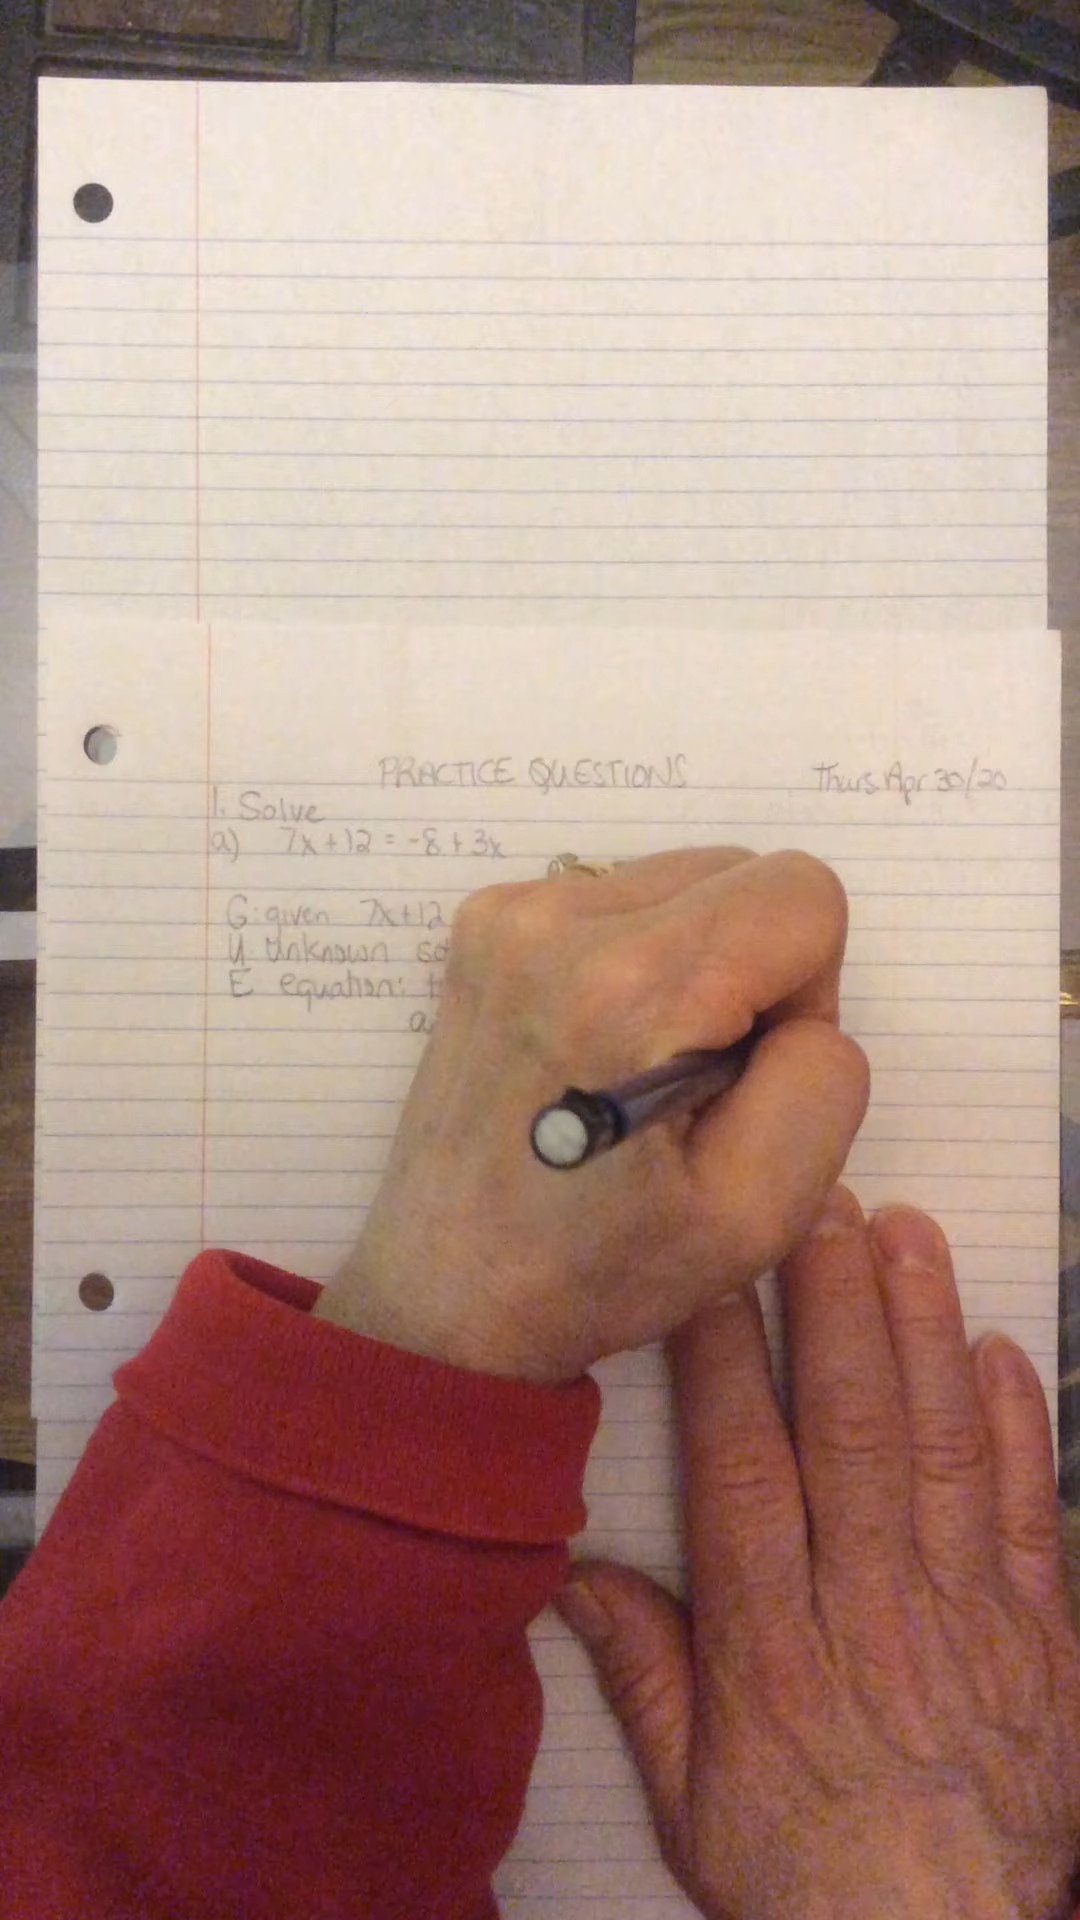 PRACTICE QUESTIONS Thurs. Apr 30/20
1. Solve
a) 7x + 12 = -8 + 3x
G: given 7x+12
U. Unknown
E equation: